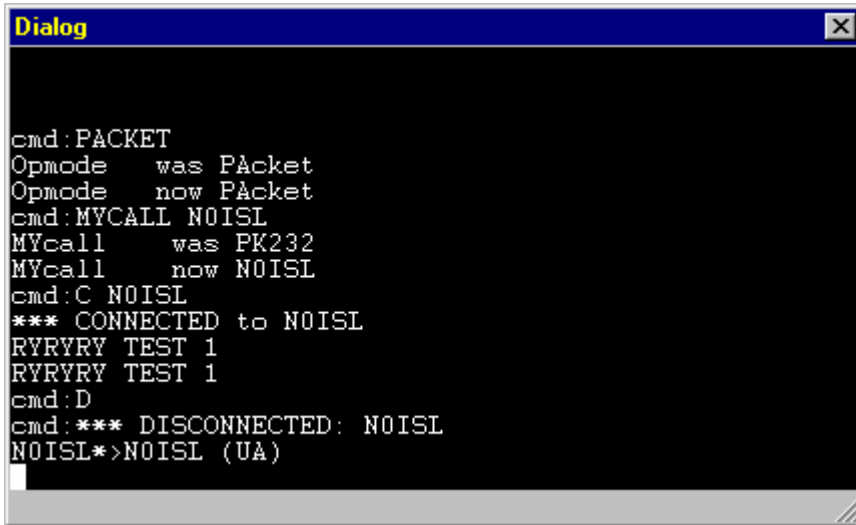 Dialog
cmd:PACKET
Opmode   was PAcket
Opmode   now PAcket
cmd:MYCALL N0ISL
MYcall    was PK232
MYcall    now N0ISL
cmd:C N0ISL
*** CONNECTED to N0ISL
RYRYRY TEST 1
RYRYRY TEST 1
cmd:D
cmd:*** DISCONNECTED: N0ISL
N0ISL*>N0ISL (UA)